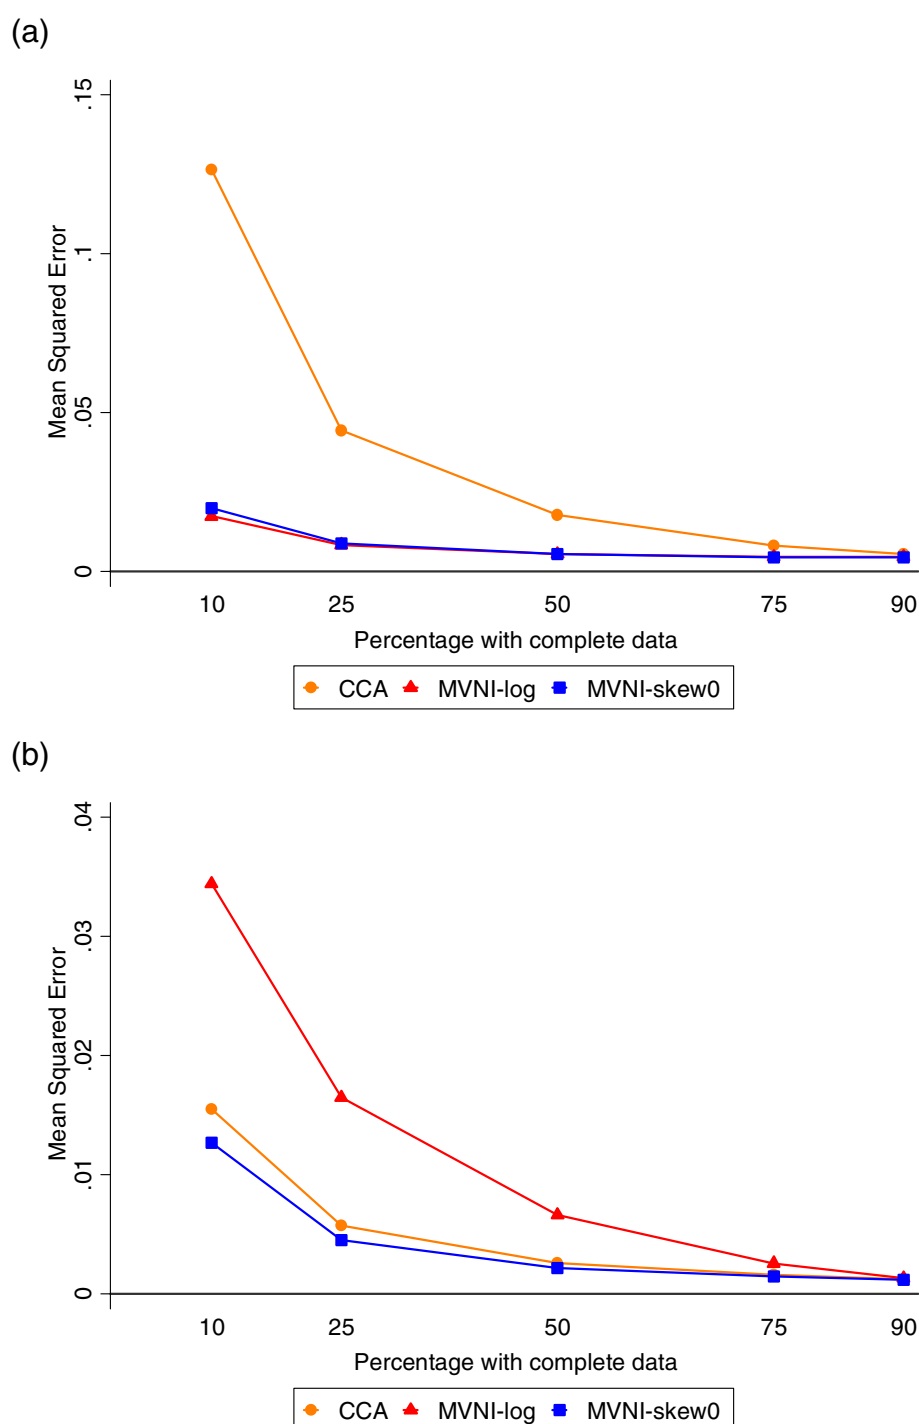 (a)
Mean Squared Error
.15
.1
.05
0
10 25 50 75 90
Percentage with complete data
CCA MVNI-log MVNI-skew0
(b)
Mean Squared Error
.04
.03
.02
.01
0
10 25 50 75 90
Percentage with complete data
CCA MVNI-log MVNI-skew0